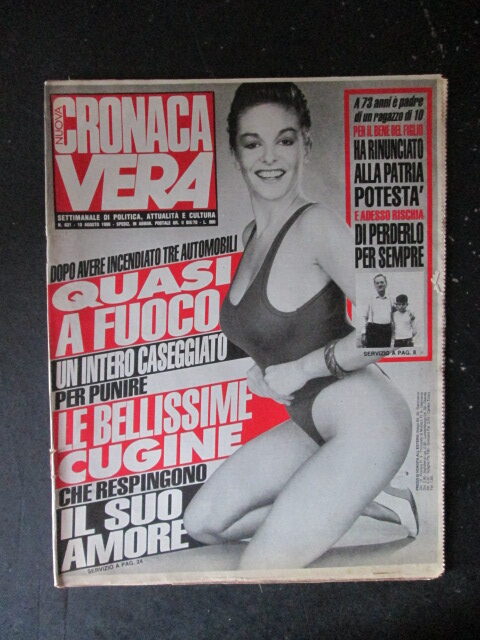 NUOVA
CRONACA
VERA
SETTIMANALE DI POLITICA, ATTUALITÀ E CULTURA
DOPO AVERE INCENDIATO TRE AUTOMOBILI
QUASI
A FUOCO
UN INTERO CASEGGIATO
PER PUNIRE
LE BELLISSIME
CUGINE
CHE RESPINGONO
IL SUO
AMORE
SERVIZIO A PAG. 24
A 73 anni è padre
di un ragazzo di 10
PER IL BENE DEL FIGLIO
HA RINUNCIATO
ALLA PATRIA
POTESTA'
E ADESSO RISCHIA
DI PERDERLO
PER SEMPRE
SERVIZIO A PAG. 8